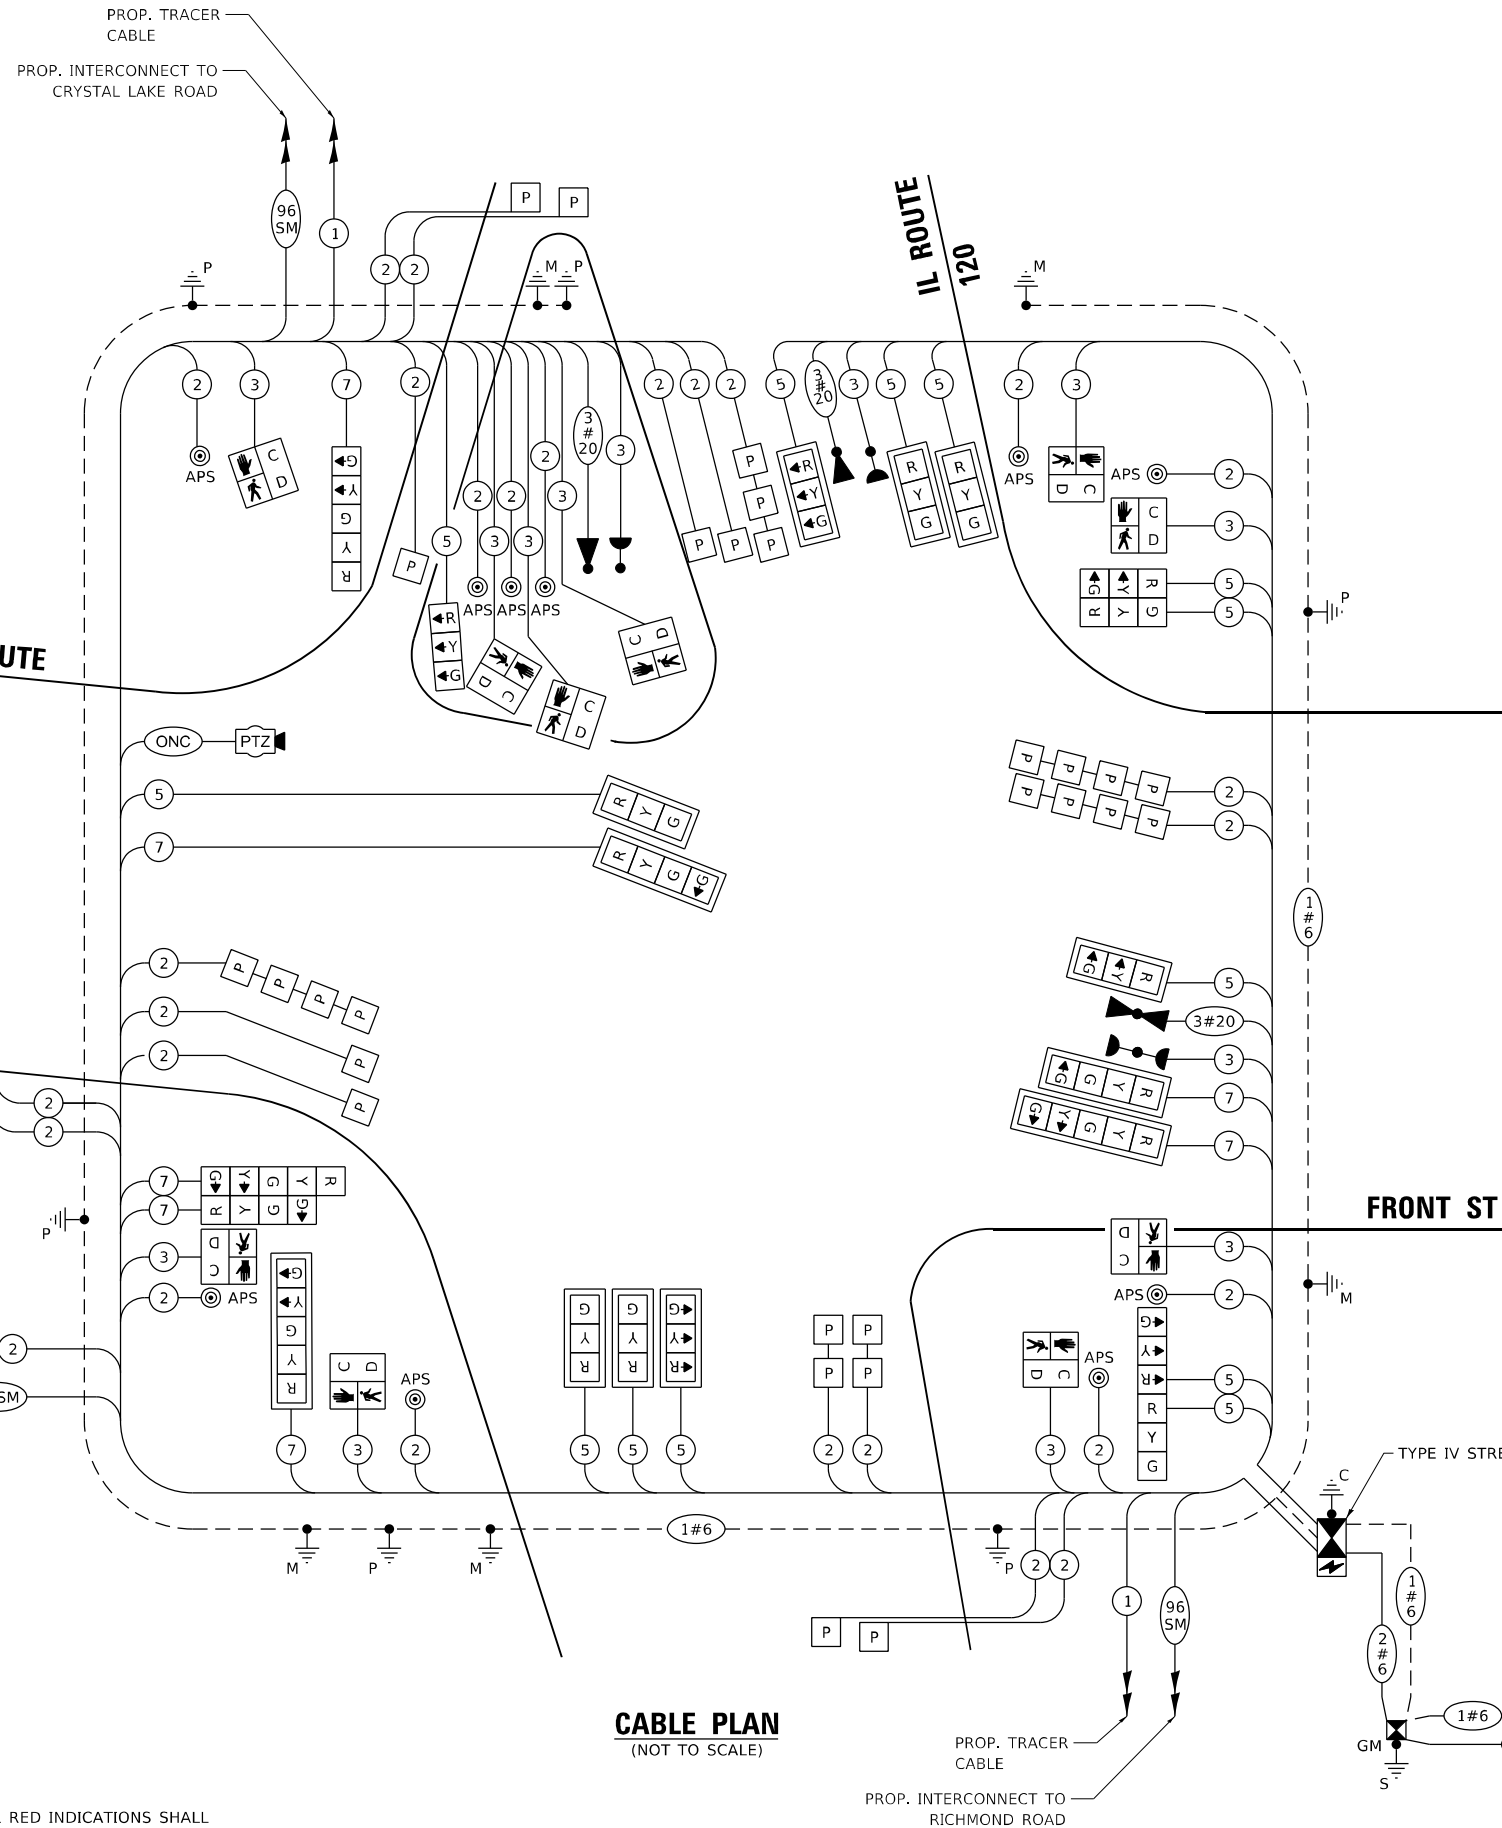 PROP. TRACER
CABLE
PROP. INTERCONNECT TO
CRYSTAL LAKE ROAD
96
SM
1
P
P
2
2
IL ROUTE
120
P
M P
M
2
3
7
2
2
2
2
5
3
#
20
3
5
5
2
3
APS
C
D
G
Y
G
Y
R
3
#
20
3
2
2
2
3
5
3
3
P
P
P
P
P
P
P
R
Y
G
R
Y
G
R
Y
G
APS
C
D
APS
2
C
D
3
R
Y
G
5
R
Y
G
5
P
APS APS APS
R
Y
G
C
D
C
D
C
D
UTE
ONC
PTZ
5
R
Y
G
7
R
Y
G
G
P
P
P
P
2
P
P
P
P
2
1
#
6
2
P
P
P
P
2
P
2
P
G
Y
R
5
3#20
3
G
G
Y
R
7
G
Y
G
Y
R
7
2
2
7
G
Y
G
Y
R
7
R
Y
G
G
P
3
D
C
2
APS
2
SM
G
Y
G
Y
R
7
C
D
3
APS
2
G
Y
R
5
G
Y
R
5
G
Y
R
5
P
P
P
P
2
2
FRONT ST
D
C
3
APS
2
M
C
D
3
APS
2
G
Y
R
5
R
5
Y
G
TYPE IV STRE
C
M
P
M
1#6
P
2
2
P
P
1
96
SM
1
#
6
2
#
6
1#6
GM
S
CABLE PLAN
(NOT TO SCALE)
PROP. TRACER
CABLE
PROP. INTERCONNECT TO
RICHMOND ROAD
RED INDICATIONS SHALL